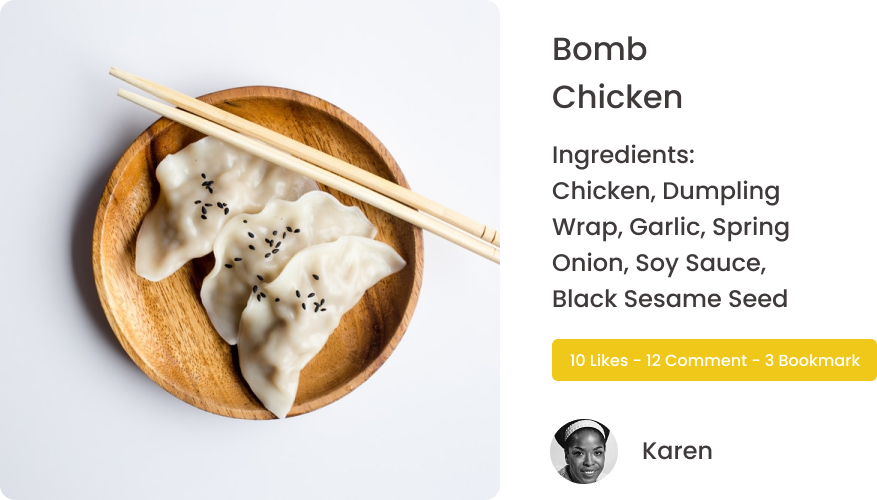 Bomb
Chicken
Ingredients:
Chicken, Dumpling
Wrap, Garlic, Spring
Onion, Soy Sauce,
Black Sesame Seed
10 Likes - 12 Comment - 3 Bookmark
Karen